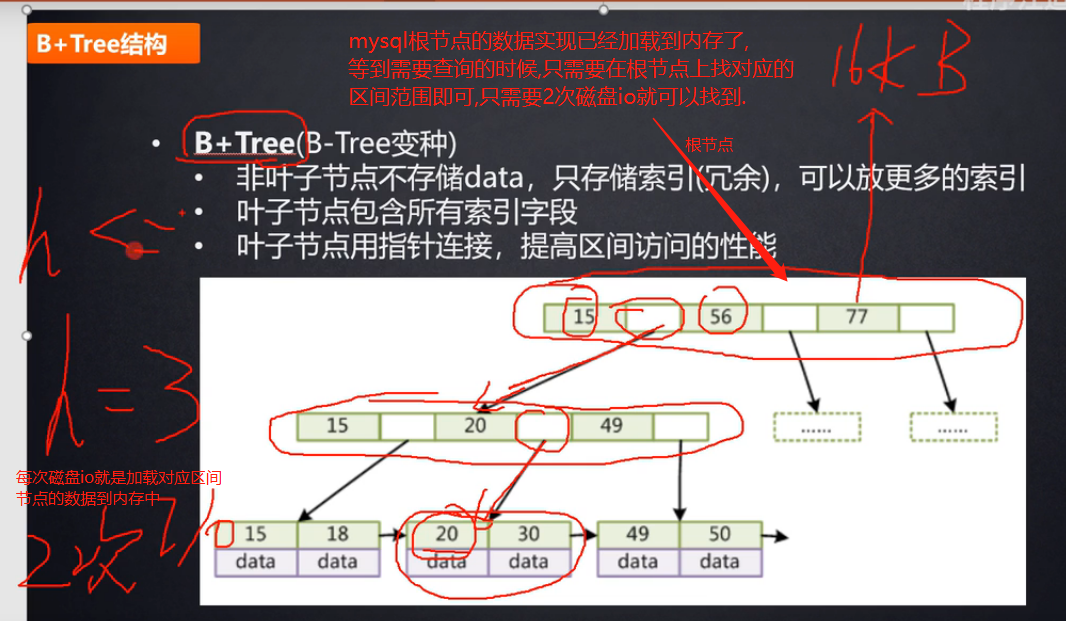 B+Tree结构
mysql根节点的数据实现已经加载到内存了,
等到需要查询的时候,只需要在根节点上找对应的
区间范围即可,只需要2次磁盘io就可以找到.
16KB
根节点
• B+Tree(B-Tree变种)
• 非叶子节点不存储data，只存储索引(冗余)，可以放更多的索引
• 叶子节点包含所有索引字段
• 叶子节点用指针连接，提高区间访问的性能
h <=
h=3
15 56 77
15 20 49 ...... ......
每次磁盘io就是加载对应区间
节点的数据到内存中
2次
15 18 20 30 49 50
data data data data data data